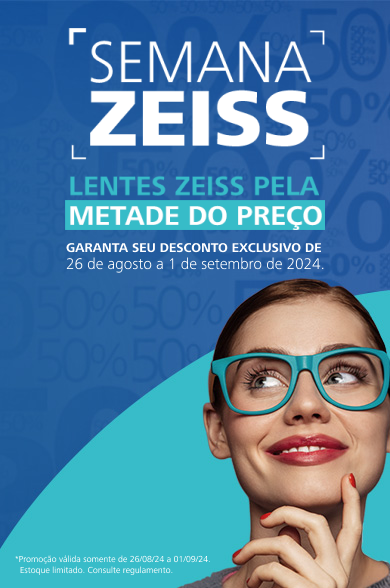 SEMANA
ZEISS
LENTES ZEISS PELA
METADE DO PREÇO
GARANTA SEU DESCONTO EXCLUSIVO DE
26 de agosto a 1 de setembro de 2024.
*Promoção válida somente de 26/08/24 a 01/09/24.
Estoque limitado. Consulte regulamento.